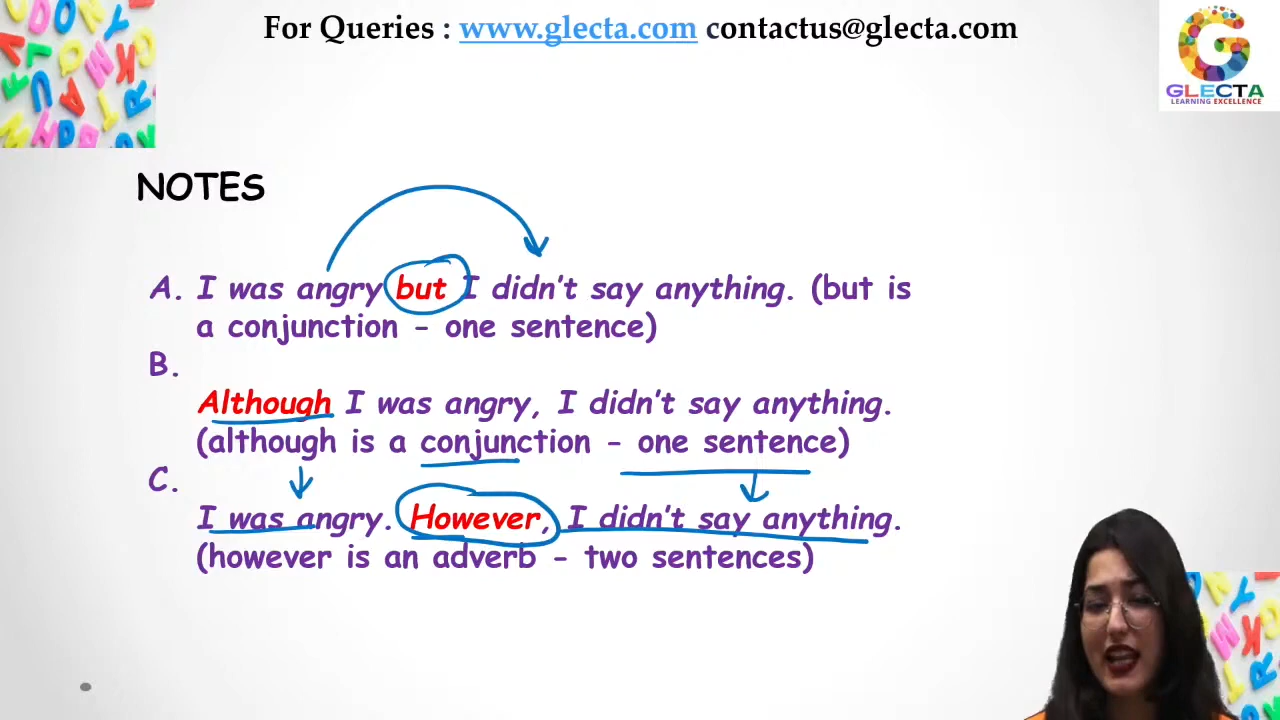 For Queries : www.glecta.com contactus@glecta.com
GLECTA
LEARNING EXCELLENCE
NOTES
A. I was angry but I didn't say anything. (but is
a conjunction – one sentence)
B.
Although I was angry, I didn't say anything.
(although is a conjunction – one sentence)
C.
I was angry. However, I didn't say anything.
(however is an adverb – two sentences)